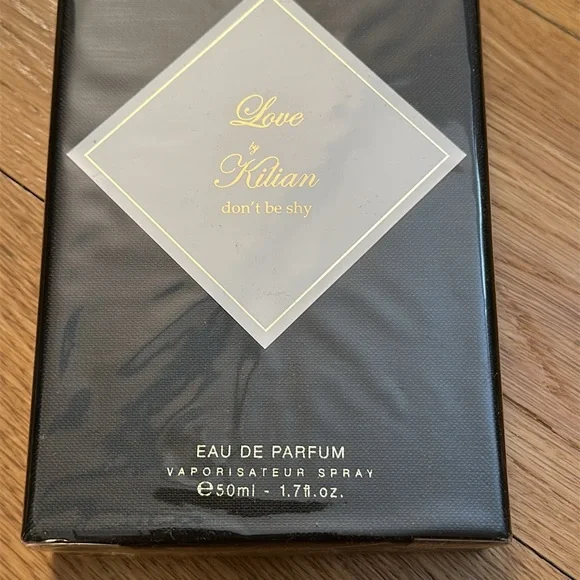 Love
by
Kilian
don't be shy
EAU DE PARFUM
VAPORISATEUR SPRAY
℮50ml - 1.7fl.oz.